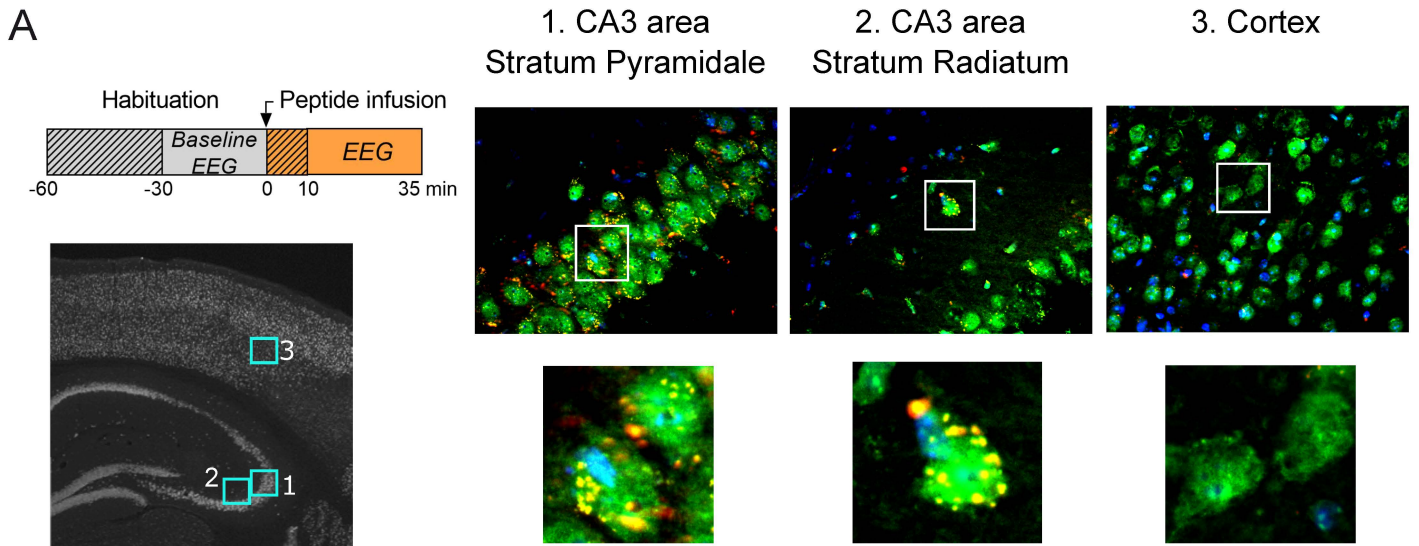 A
Habituation
Peptide infusion
Baseline
EEG
EEG
-60
-30
0
10
35 min
3
2
1
1. CA3 area
Stratum Pyramidale
2. CA3 area
Stratum Radiatum
3. Cortex